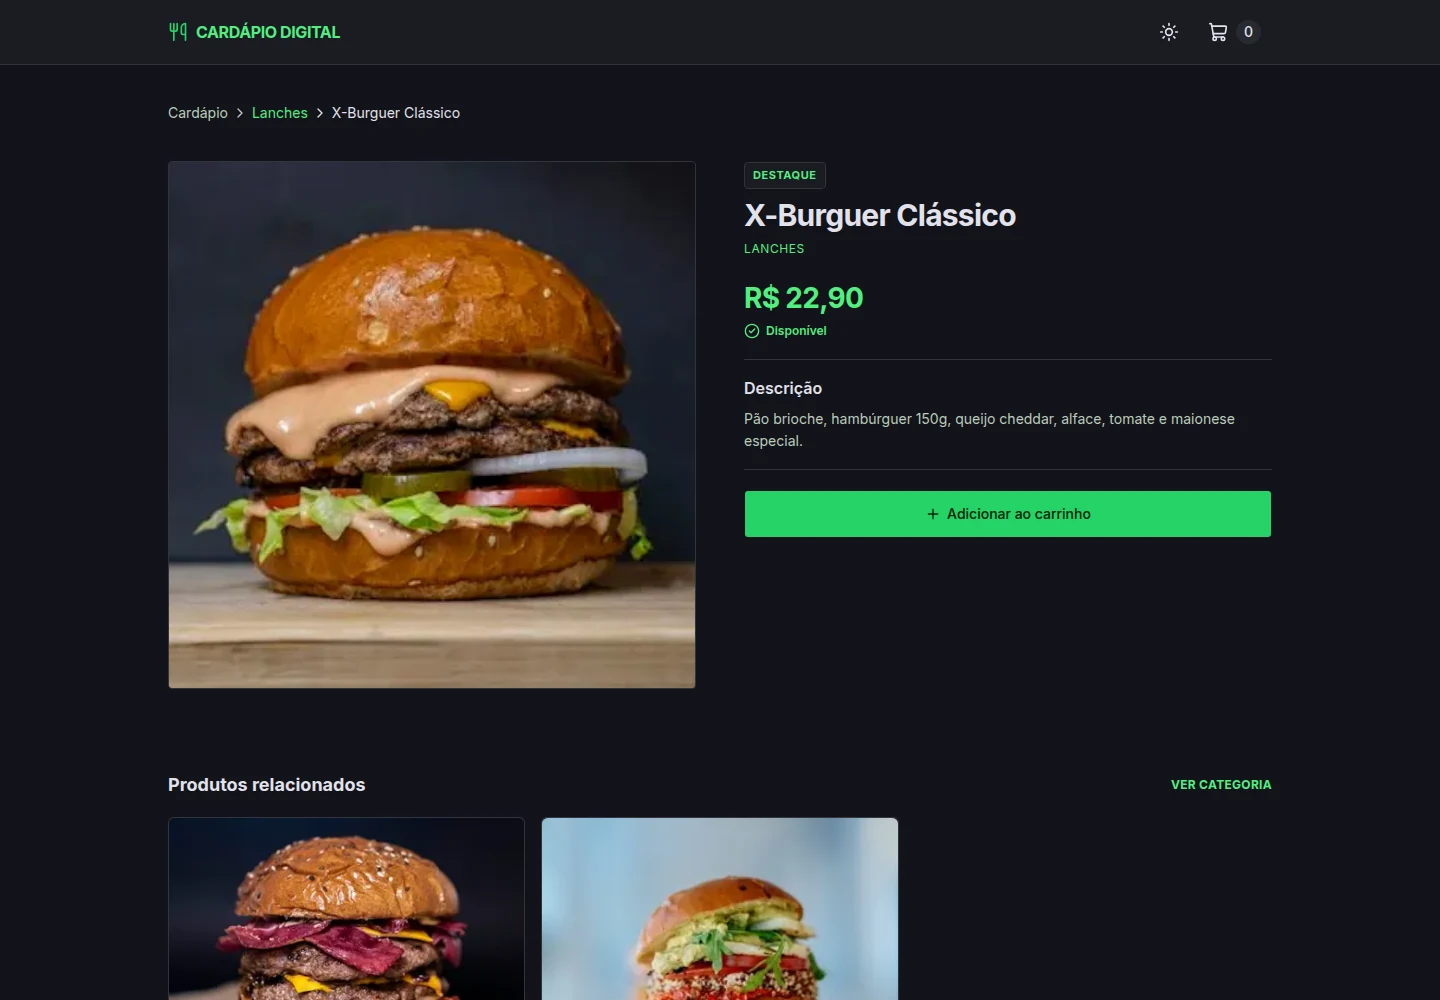 CARDÁPIO DIGITAL
0
Cardápio > Lanches > X-Burguer Clássico
DESTAQUE
X-Burguer Clássico
LANCHES
R$ 22,90
Disponível
Descrição
Pão brioche, hambúrguer 150g, queijo cheddar, alface, tomate e maionese
especial.
+ Adicionar ao carrinho
Produtos relacionados
VER CATEGORIA